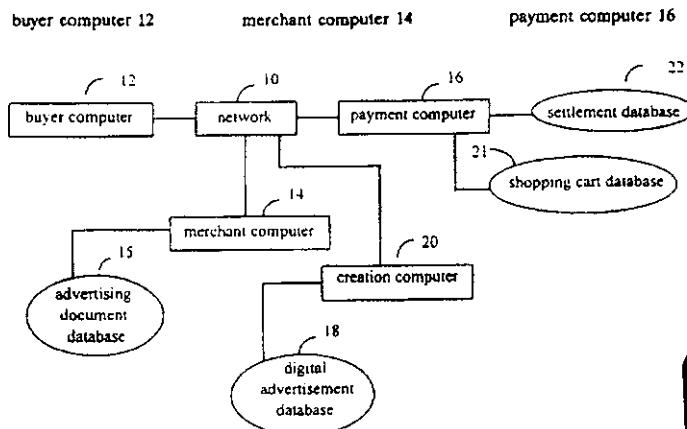 buyer computer 12 merchant computer 14 payment computer 16
12 10 16 22
buyer computer network payment computer settlement database
21
shopping cart database
14
merchant computer
15 20
creation computer
advertising
document
database
18
digital
advertisement
database